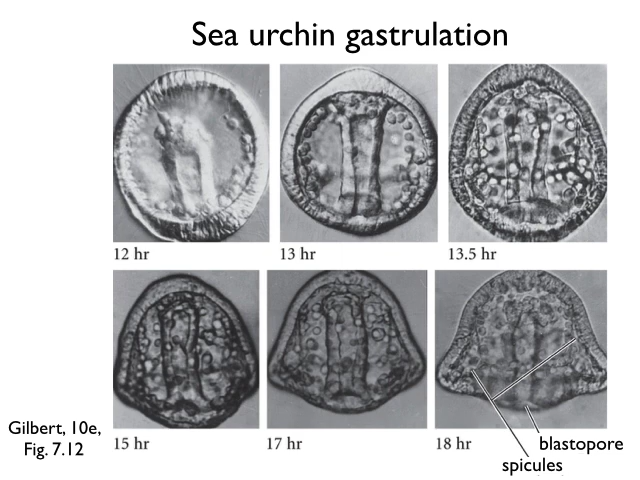 Sea urchin gastrulation
12 hr
13 hr
13.5 hr
15 hr
17 hr
18 hr
Gilbert, 10e,
Fig. 7.12
blastopore
spicules